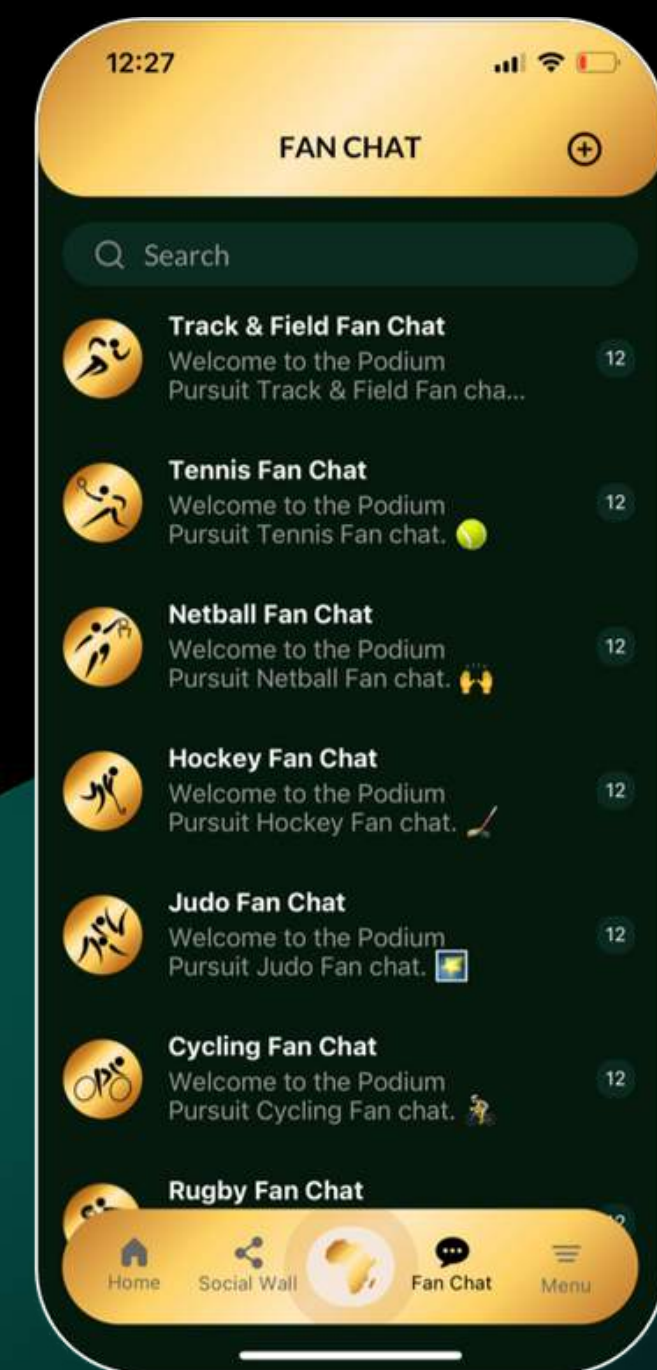 12:27
FAN CHAT
Search
Track & Field Fan Chat
Welcome to the Podium
Pursuit Track & Field Fan cha...
12
Tennis Fan Chat
Welcome to the Podium
Pursuit Tennis Fan chat. 🎾
12
Netball Fan Chat
Welcome to the Podium
Pursuit Netball Fan chat. 🙌
12
Hockey Fan Chat
Welcome to the Podium
Pursuit Hockey Fan chat. 🏒
12
Judo Fan Chat
Welcome to the Podium
Pursuit Judo Fan chat. 🌠
12
Cycling Fan Chat
Welcome to the Podium
Pursuit Cycling Fan chat. 🚴
12
Rugby Fan Chat
12
Home
Social Wall
Fan Chat
Menu